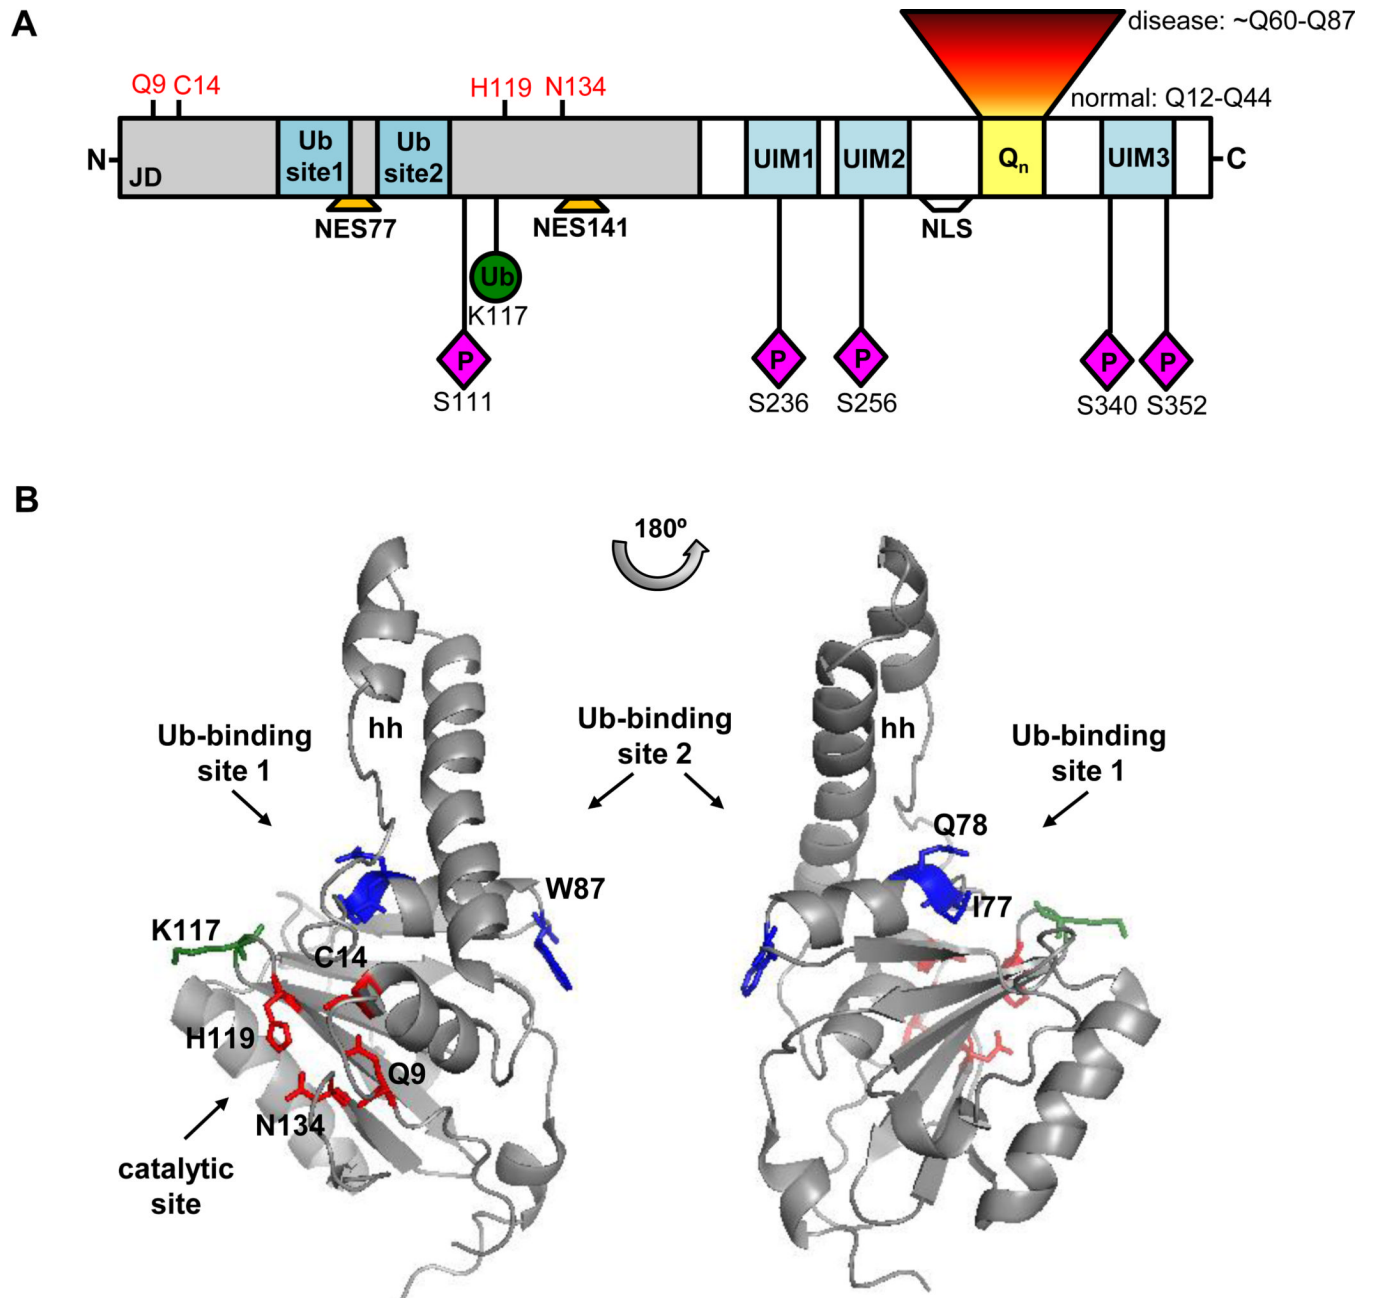 A
disease: ~Q60-Q87
Q9 C14 H119 N134
normal: Q12-Q44
N
JD
Ub
site1
Ub
site2
UIM1
UIM2
Qn
UIM3
C
NES77
NES141
NLS
Ub
K117
P
S111
P
S236
P
S256
P
S340
P
S352
B
180º
hh
Ub-binding
site 1
Ub-binding
site 2
hh
Ub-binding
site 1
Q78
W87
I77
K117
C14
H119
Q9
N134
catalytic
site